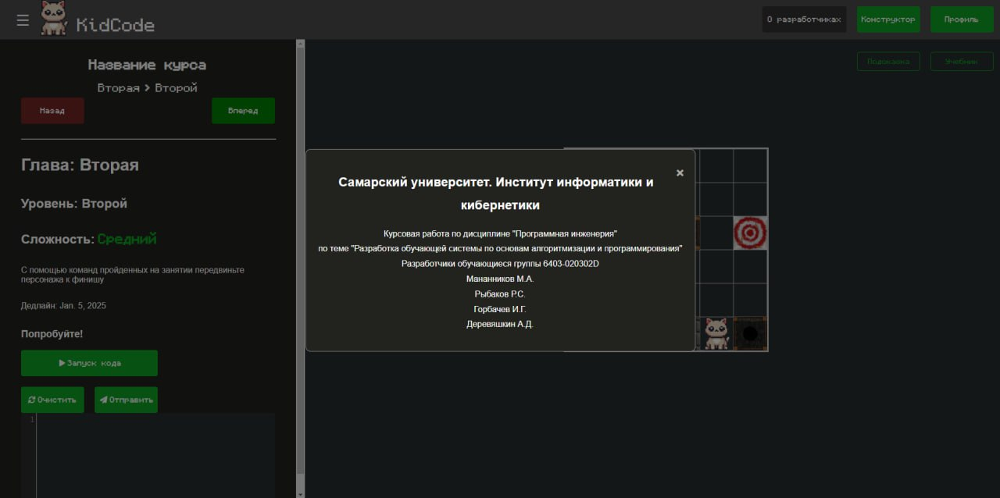 KidCode
О разработчиках
Конструктор
Профиль
Название курса
Вторая > Второй
Назад
Вперед
Подсказка
Учебник
Глава: Вторая
Уровень: Второй
Сложность: Средний
С помощью команд пройденных на занятии передвиньте
персонажа к финишу
Дедлайн: Jan. 5, 2025
Попробуйте!
Запуск кода
Очистить
Отправить
1
×
Самарский университет. Институт информатики и
кибернетики
Курсовая работа по дисциплине "Программная инженерия"
по теме "Разработка обучающей системы по основам алгоритмизации и программирования"
Разработчики обучающиеся группы 6403-020302D
Мананников М.А.
Рыбаков Р.С.
Горбачев И.Г.
Деревяшкин А.Д.